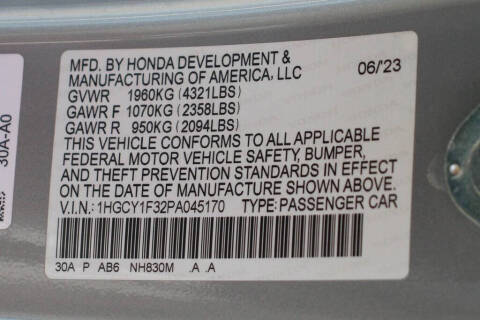 MFD. BY HONDA DEVELOPMENT &
MANUFACTURING OF AMERICA, LLC 06/'23
GVWR 1960KG (4321LBS)
GAWR F 1070KG (2358LBS)
GAWR R 950KG (2094LBS)
THIS VEHICLE CONFORMS TO ALL APPLICABLE
FEDERAL MOTOR VEHICLE SAFETY, BUMPER,
AND THEFT PREVENTION STANDARDS IN EFFECT
ON THE DATE OF MANUFACTURE SHOWN ABOVE.
V.I.N.: 1HGCY1F32PA045170 TYPE: PASSENGER CAR
30A P AB6 NH830M .A .A
30A-A0